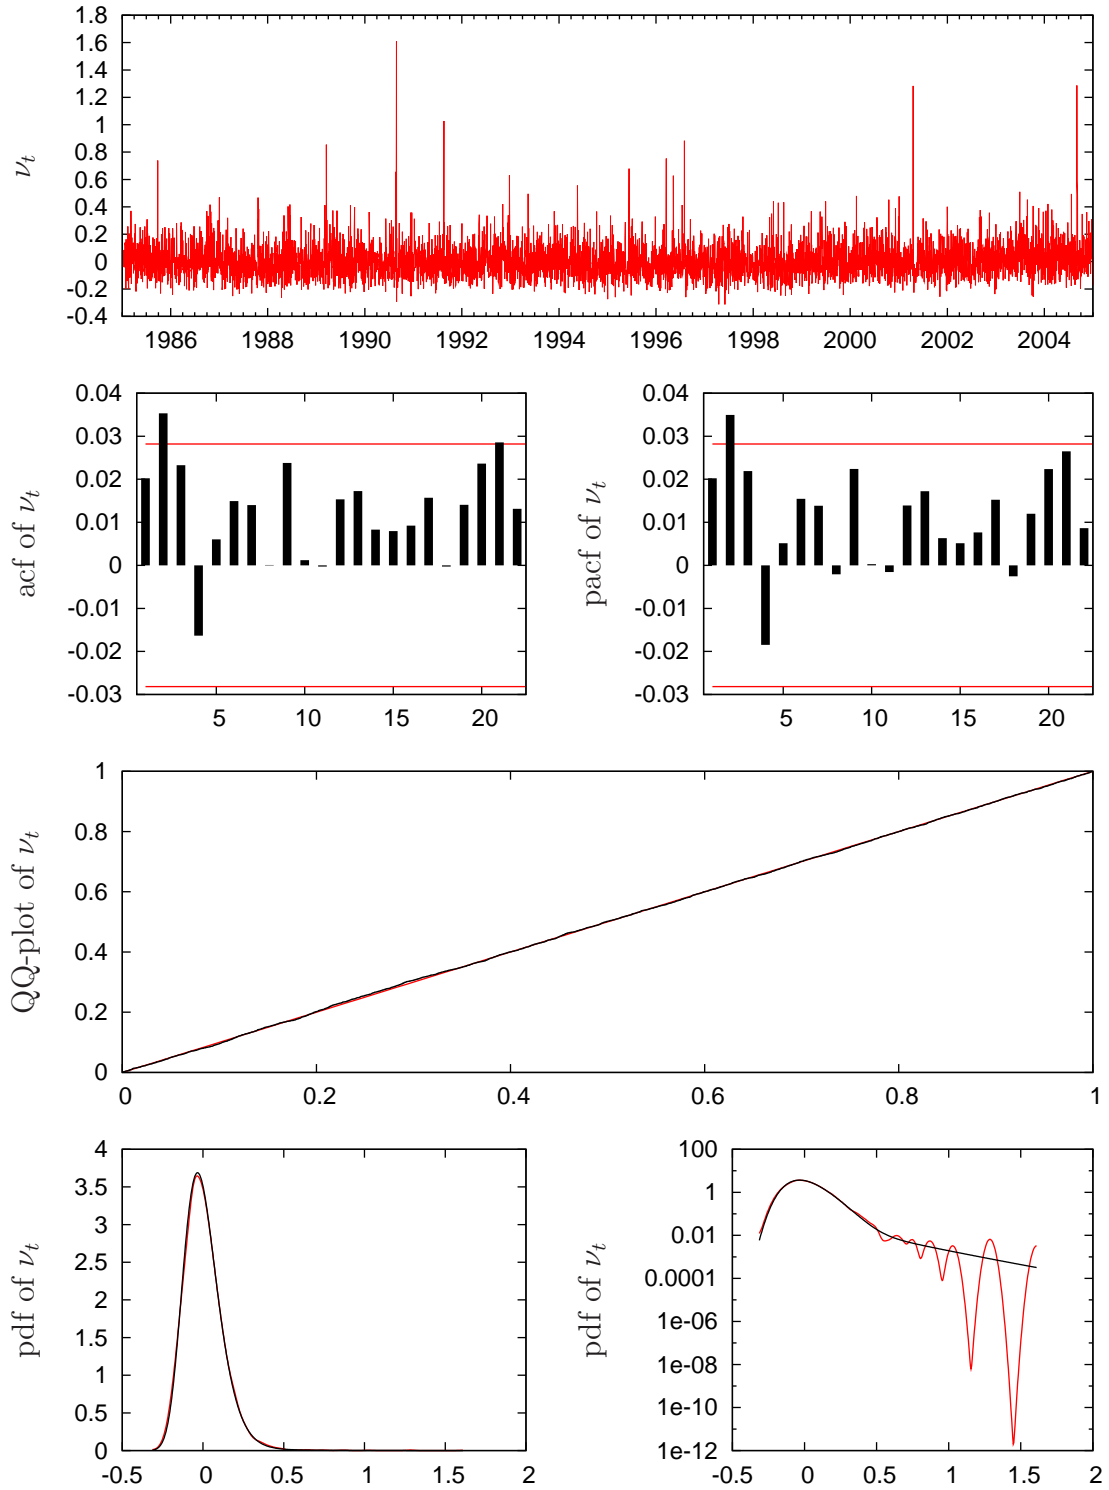 1.8
1.6
1.4
1.2
1
0.8
0.6
0.4
0.2
0
-0.2
-0.4
ν_t
1986 1988 1990 1992 1994 1996 1998 2000 2002 2004
0.04
0.03
0.02
0.01
0
-0.01
-0.02
-0.03
acf of ν_t
5 10 15 20
0.04
0.03
0.02
0.01
0
-0.01
-0.02
-0.03
pacf of ν_t
5 10 15 20
1
0.8
0.6
0.4
0.2
0
QQ-plot of ν_t
0 0.2 0.4 0.6 0.8 1
4
3.5
3
2.5
2
1.5
1
0.5
0
pdf of ν_t
-0.5 0 0.5 1 1.5 2
100
1
0.01
0.0001
1e-06
1e-08
1e-10
1e-12
pdf of ν_t
-0.5 0 0.5 1 1.5 2